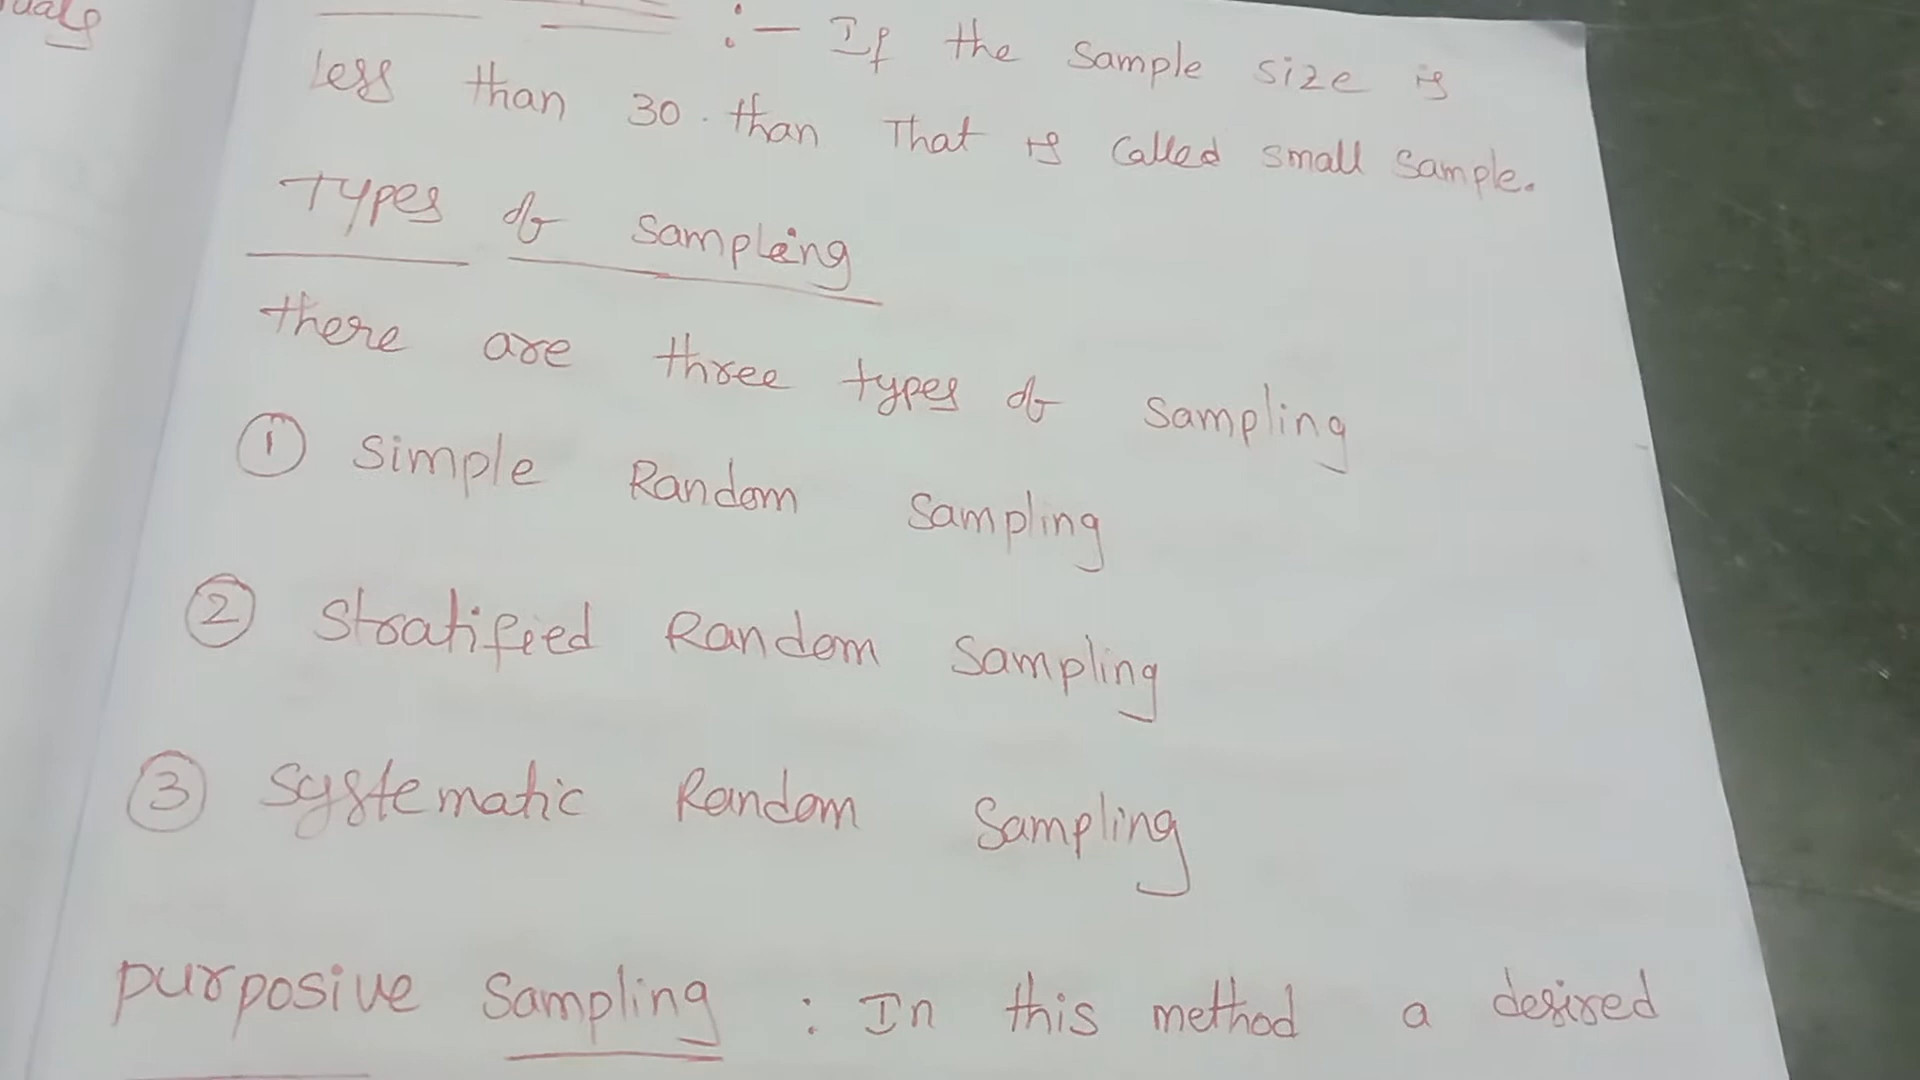 :- If the sample size is
less than 30. than That is called small sample.
Types of sampling
there are three types of sampling
① Simple Random Sampling
② Stratified Random Sampling
③ Systematic Random Sampling
purposive Sampling : In this method a desired